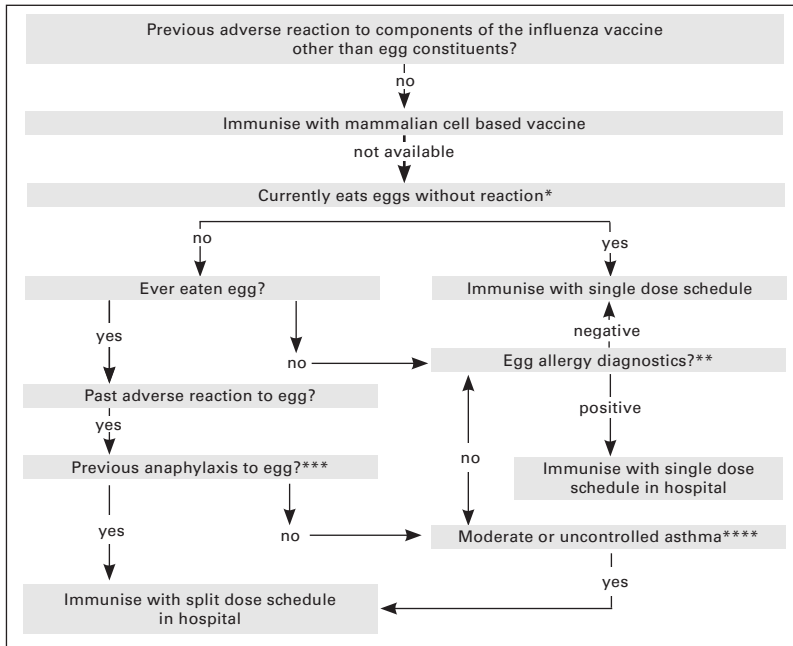 Previous adverse reaction to components of the influenza vaccine
other than egg constituents?
no
Immunise with mammalian cell based vaccine
not available
Currently eats eggs without reaction*
no
yes
Ever eaten egg?
Immunise with single dose schedule
yes
no
negative
Egg allergy diagnostics?**
Past adverse reaction to egg?
positive
yes
Previous anaphylaxis to egg?***
no
Immunise with single dose
schedule in hospital
yes
no
Moderate or uncontrolled asthma****
yes
Immunise with split dose schedule
in hospital